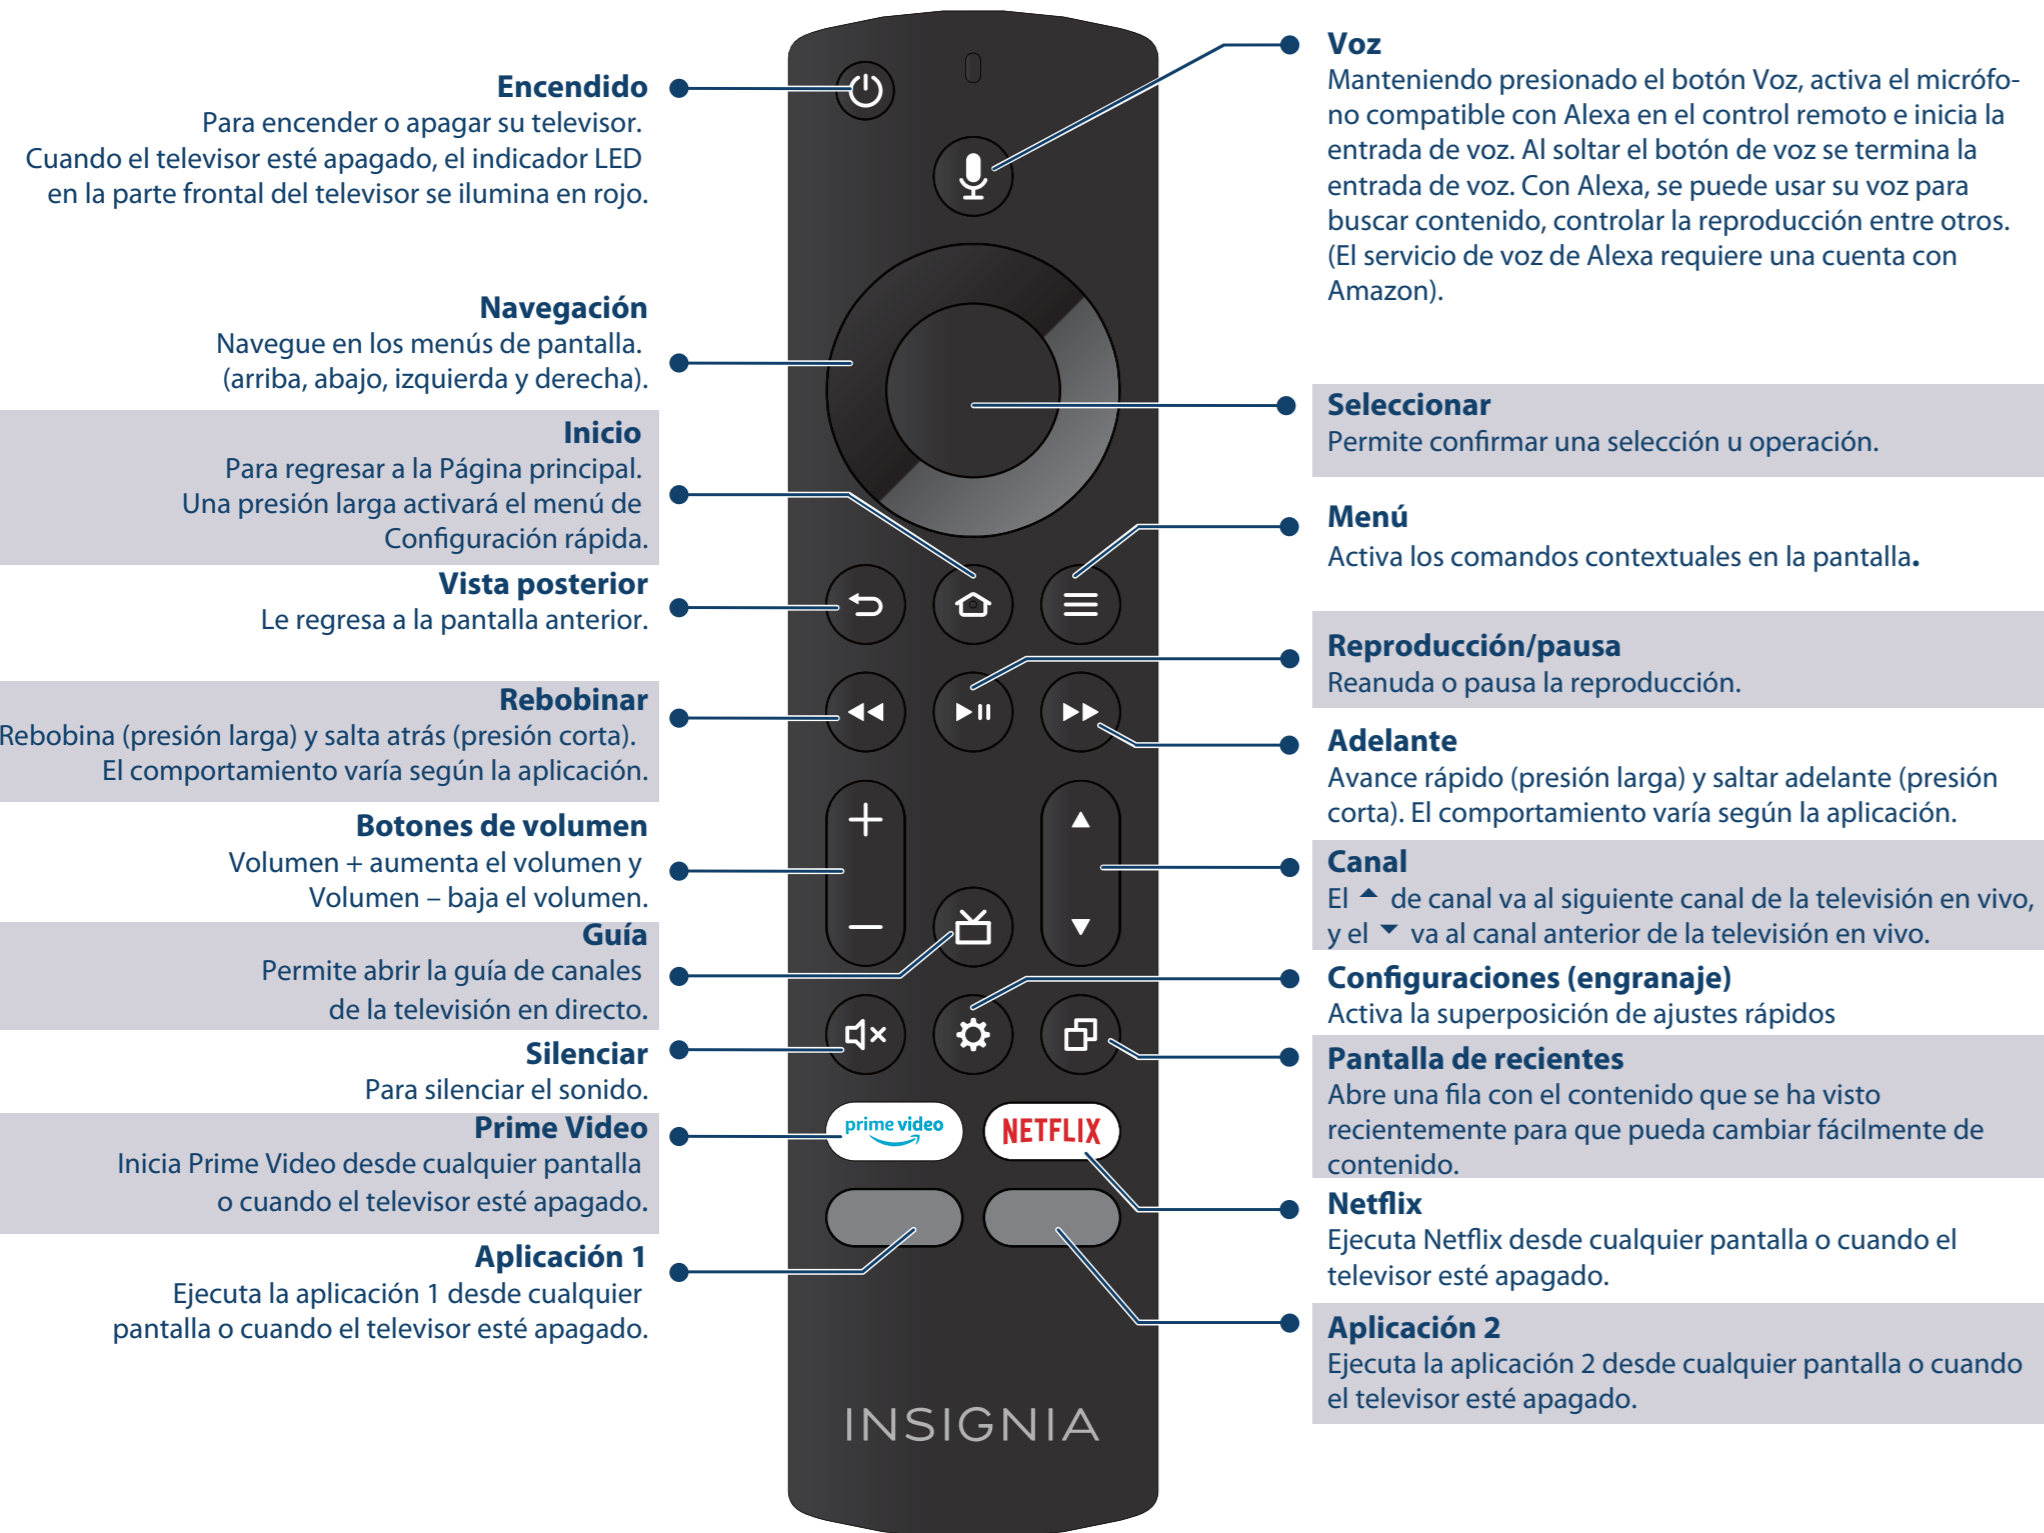 Encendido
Para encender o apagar su televisor.
Cuando el televisor esté apagado, el indicador LED
en la parte frontal del televisor se ilumina en rojo.
Navegación
Navegue en los menús de pantalla.
(arriba, abajo, izquierda y derecha).
Inicio
Para regresar a la Página principal.
Una presión larga activará el menú de
Configuración rápida.
Vista posterior
Le regresa a la pantalla anterior.
Rebobinar
Rebobina (presión larga) y salta atrás (presión corta).
El comportamiento varía según la aplicación.
Botones de volumen
Volumen + aumenta el volumen y
Volumen – baja el volumen.
Guía
Permite abrir la guía de canales
de la televisión en directo.
Silenciar
Para silenciar el sonido.
Prime Video
Inicia Prime Video desde cualquier pantalla
o cuando el televisor esté apagado.
Aplicación 1
Ejecuta la aplicación 1 desde cualquier
pantalla o cuando el televisor esté apagado.
prime video
NETFLIX
INSIGNIA
Voz
Manteniendo presionado el botón Voz, activa el micrófo-
no compatible con Alexa en el control remoto e inicia la
entrada de voz. Al soltar el botón de voz se termina la
entrada de voz. Con Alexa, se puede usar su voz para
buscar contenido, controlar la reproducción entre otros.
(El servicio de voz de Alexa requiere una cuenta con
Amazon).
Seleccionar
Permite confirmar una selección u operación.
Menú
Activa los comandos contextuales en la pantalla.
Reproducción/pausa
Reanuda o pausa la reproducción.
Adelante
Avance rápido (presión larga) y saltar adelante (presión
corta). El comportamiento varía según la aplicación.
Canal
El ⏶ de canal va al siguiente canal de la televisión en vivo,
y el ⏷ va al canal anterior de la televisión en vivo.
Configuraciones (engranaje)
Activa la superposición de ajustes rápidos
Pantalla de recientes
Abre una fila con el contenido que se ha visto
recientemente para que pueda cambiar fácilmente de
contenido.
Netflix
Ejecuta Netflix desde cualquier pantalla o cuando el
televisor esté apagado.
Aplicación 2
Ejecuta la aplicación 2 desde cualquier pantalla o cuando
el televisor esté apagado.